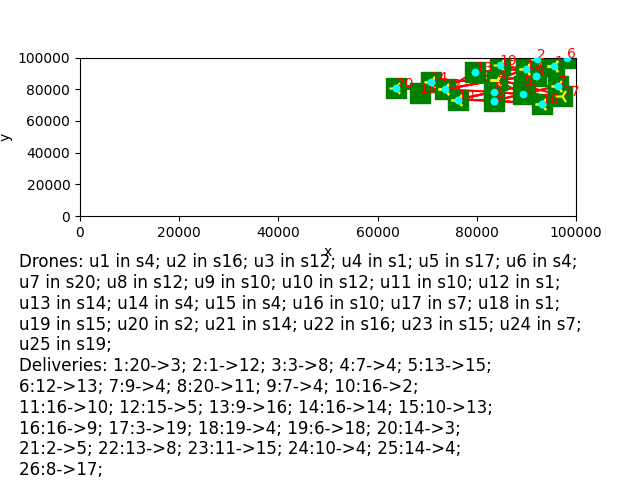 100000
80000
60000
40000
20000
0
y
0 20000 40000 60000 80000 100000
x
Drones: u1 in s4; u2 in s16; u3 in s12; u4 in s1; u5 in s17; u6 in s4;
u7 in s20; u8 in s12; u9 in s10; u10 in s12; u11 in s10; u12 in s1;
u13 in s14; u14 in s4; u15 in s4; u16 in s10; u17 in s7; u18 in s1;
u19 in s15; u20 in s2; u21 in s14; u22 in s16; u23 in s15; u24 in s7;
u25 in s19;
Deliveries: 1:20->3; 2:1->12; 3:3->8; 4:7->4; 5:13->15;
6:12->13; 7:9->4; 8:20->11; 9:7->4; 10:16->2;
11:16->10; 12:15->5; 13:9->16; 14:16->14; 15:10->13;
16:16->9; 17:3->19; 18:19->4; 19:6->18; 20:14->3;
21:2->5; 22:13->8; 23:11->15; 24:10->4; 25:14->4;
26:8->17;